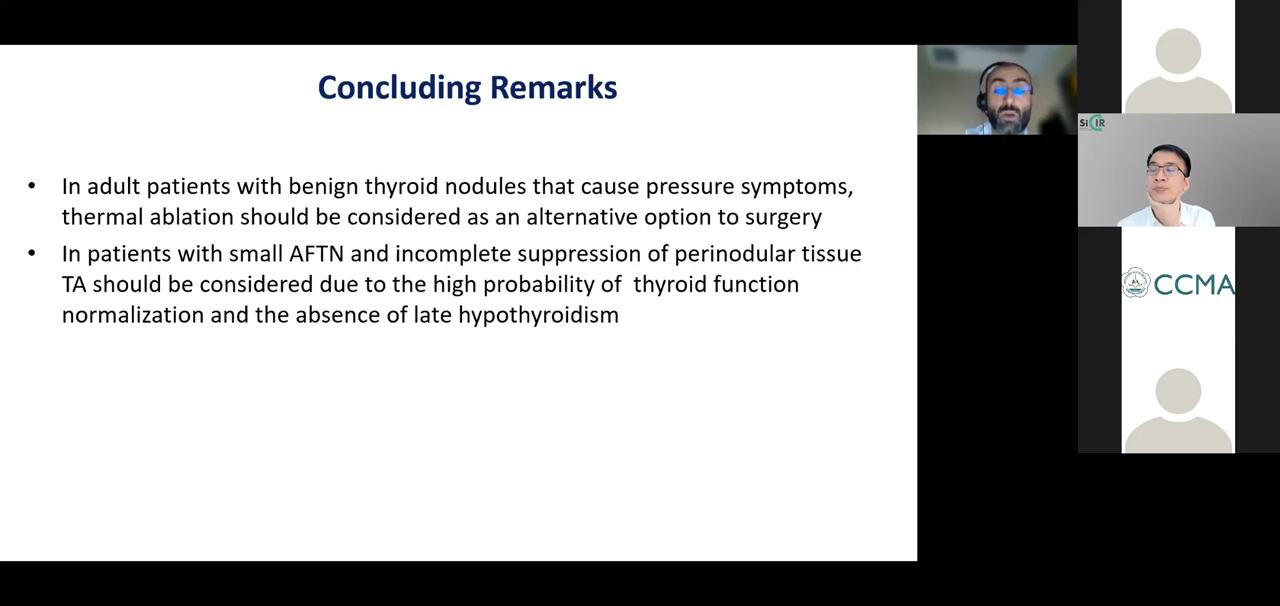 Concluding Remarks
• In adult patients with benign thyroid nodules that cause pressure symptoms,
thermal ablation should be considered as an alternative option to surgery
• In patients with small AFTN and incomplete suppression of perinodular tissue
TA should be considered due to the high probability of thyroid function
normalization and the absence of late hypothyroidism
SiCIR
CCMA